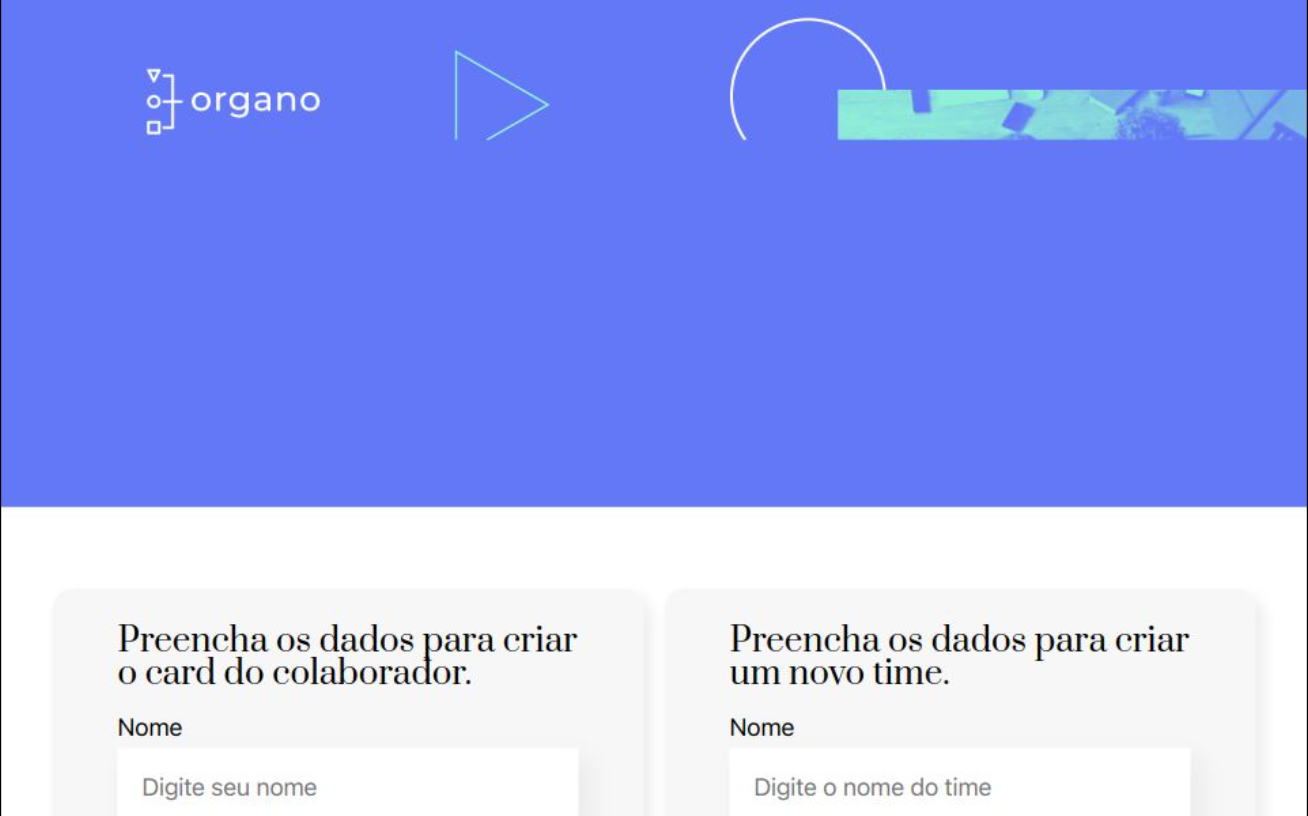 organo
Preencha os dados para criar
o card do colaborador.
Nome
Digite seu nome
Preencha os dados para criar
um novo time.
Nome
Digite o nome do time